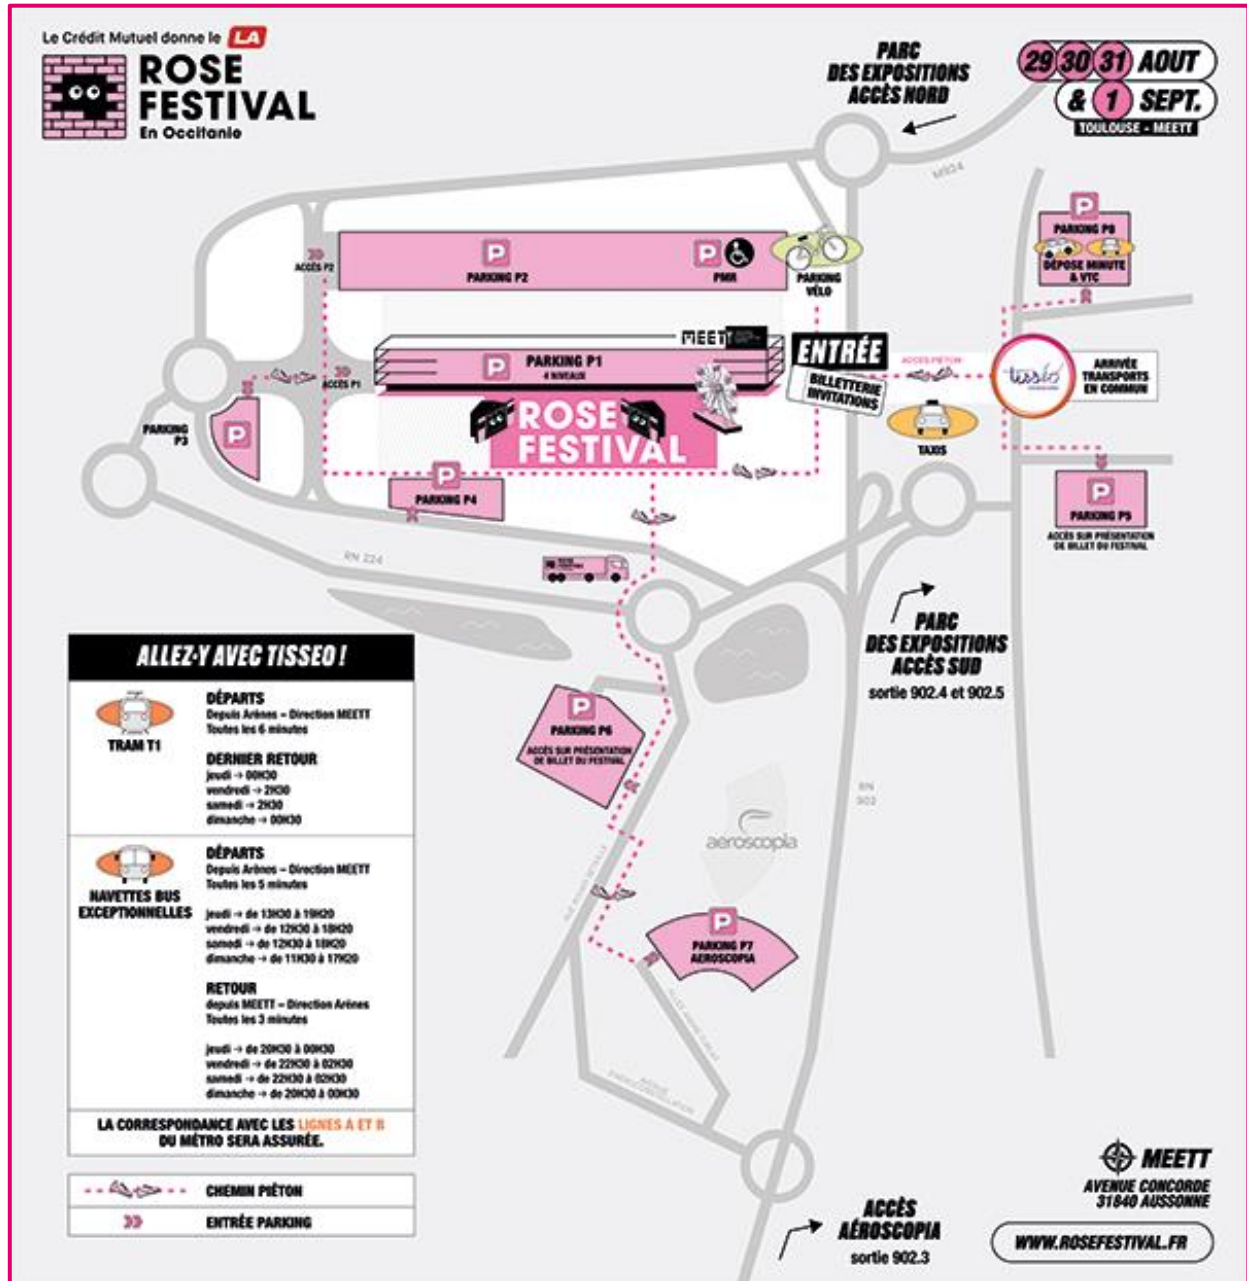 Le Crédit Mutuel donne le LA
ROSE
FESTIVAL
En Occitanie
PARC
DES EXPOSITIONS
ACCÈS NORD
29 30 31 AOUT
& 1 SEPT.
TOULOUSE - MEETT
M904
P
PARKING P8
DÉPOSE MINUTE
& VTC
ACCÈS P2
P
PARKING P2
P
PMR
PARKING
VÉLO
MEETT
P
PARKING P1
4 NIVEAUX
ACCÈS P1
ENTRÉE
BILLETTERIE
INVITATIONS
ACCÈS PIÉTON
tisséo
ARRIVÉE
TRANSPORTS
EN COMMUN
TAXIS
ROSE
FESTIVAL
PARKING
P3
P
P
PARKING P4
P
PARKING P5
ACCÈS SUR PRÉSENTATION
DE BILLET DU FESTIVAL
RN 224
PARC
DES EXPOSITIONS
ACCÈS SUD
sortie 902.4 et 902.5
P
PARKING P6
ACCÈS SUR PRÉSENTATION
DE BILLET DU FESTIVAL
RN
902
aeroscopia
P
PARKING P7
AEROSCOPIA
ALLEZ-Y AVEC TISSEO !
TRAM T1
DÉPARTS
Depuis Arènes – Direction MEETT
Toutes les 6 minutes
DERNIER RETOUR
jeudi → 00H30
vendredi → 2H30
samedi → 2H30
dimanche → 00H30
NAVETTES BUS
EXCEPTIONNELLES
DÉPARTS
Depuis Arènes – Direction MEETT
Toutes les 5 minutes
jeudi → de 13H30 à 19H20
vendredi → de 12H30 à 18H20
samedi → de 12H30 à 18H20
dimanche → de 11H30 à 17H20
RETOUR
depuis MEETT – Direction Arènes
Toutes les 3 minutes
jeudi → de 20H30 à 00H30
vendredi → de 22H30 à 02H30
samedi → de 22H30 à 02H30
dimanche → de 20H30 à 00H30
LA CORRESPONDANCE AVEC LES LIGNES A ET B
DU MÉTRO SERA ASSURÉE.
CHEMIN PIÉTON
ENTRÉE PARKING
ACCÈS
AÉROSCOPIA
sortie 902.3
MEETT
AVENUE CONCORDE
31840 AUSSONNE
WWW.ROSEFESTIVAL.FR